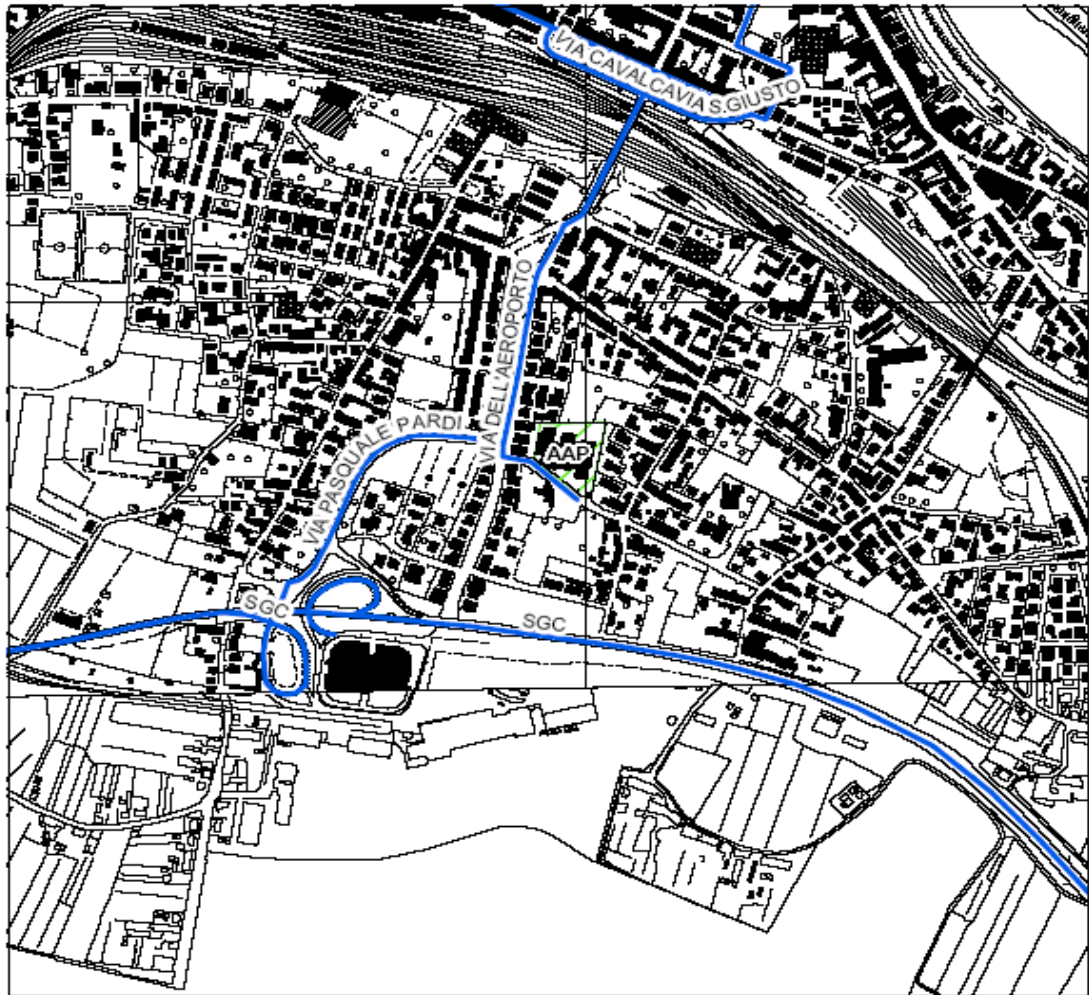 VIA CAVALCAVIA S.GIUSTO
VIA DELL'AEROPORTO
VIA PASQUALE PARDI
AAP
SGC
SGC